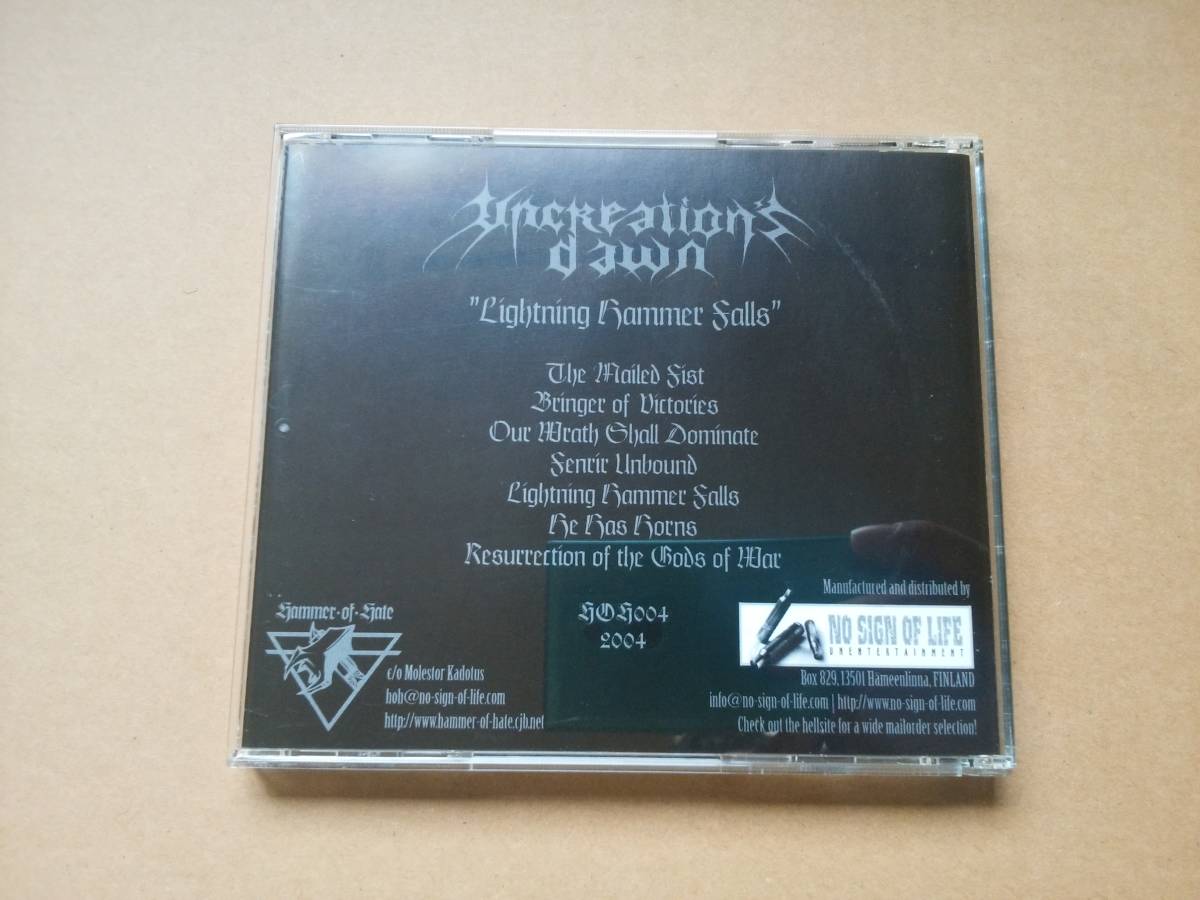 Uncreation's
dawn
"Lightning Hammer Falls"
The Mailed Fist
Bringer of Victories
Our Wrath Shall Dominate
Fenrir Unbound
Lightning Hammer Falls
He Has Horns
Resurrection of the Gods of War
Hammer·of·Hate
c/o Molestor Kadotus
hoh@no-sign-of-life.com
http://www.hammer-of-hate.cjb.net
HOH004
2004
Manufactured and distributed by
NO SIGN OF LIFE
UNENTERTAINMENT
Box 829, 13501 Hämeenlinna, FINLAND
info@no-sign-of-life.com | http://www.no-sign-of-life.com
Check out the hellsite for a wide mailorder selection!